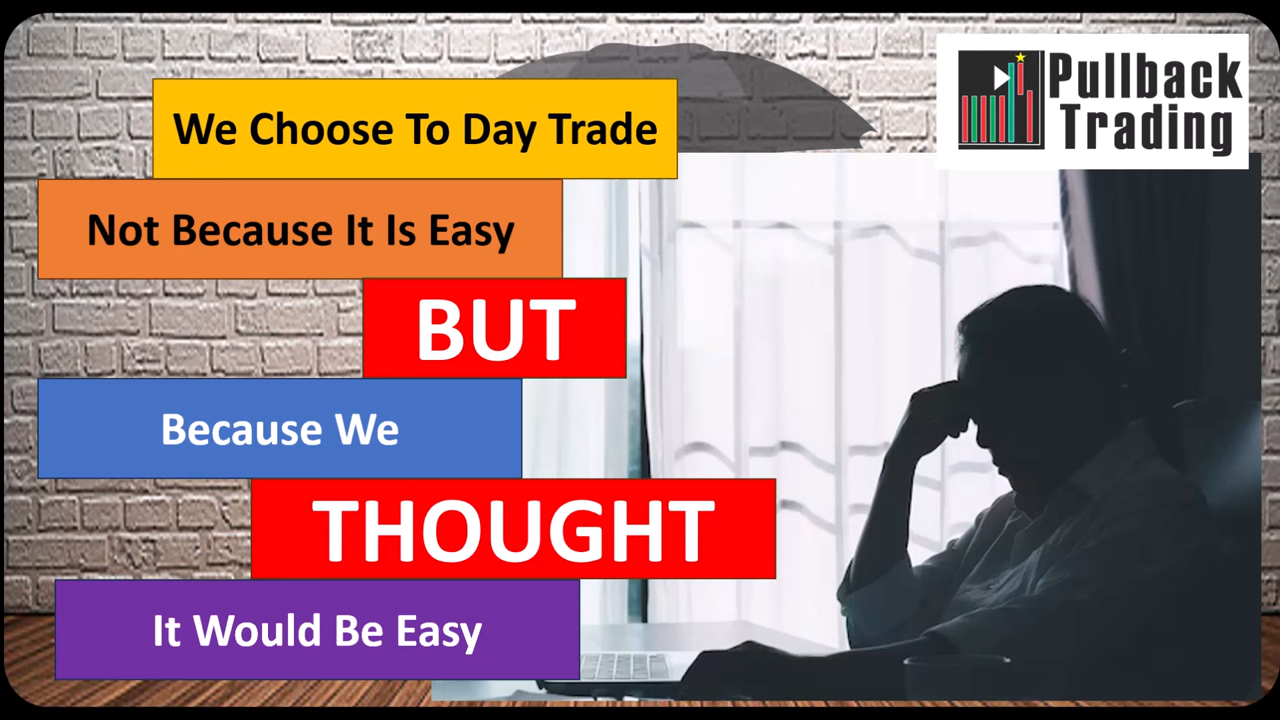 We Choose To Day Trade
Not Because It Is Easy
BUT
Because We
THOUGHT
It Would Be Easy
Pullback
Trading